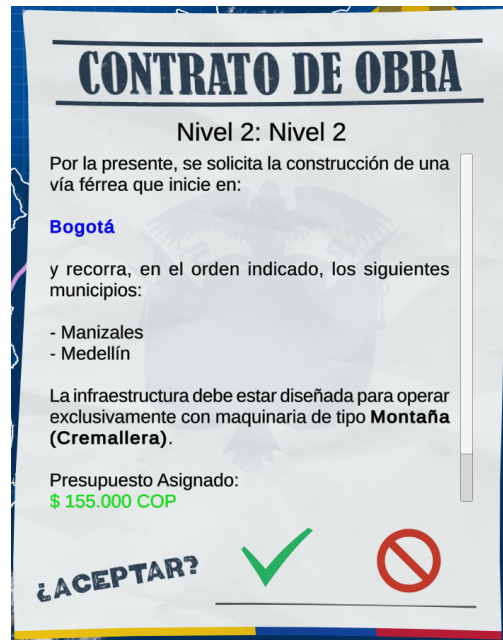 CONTRATO DE OBRA
Nivel 2: Nivel 2
Por la presente, se solicita la construcción de una
vía férrea que inicie en:
Bogotá
y recorra, en el orden indicado, los siguientes
municipios:
- Manizales
- Medellín
La infraestructura debe estar diseñada para operar
exclusivamente con maquinaria de tipo Montaña
(Cremallera).
Presupuesto Asignado:
$ 155.000 COP
¿ACEPTAR?